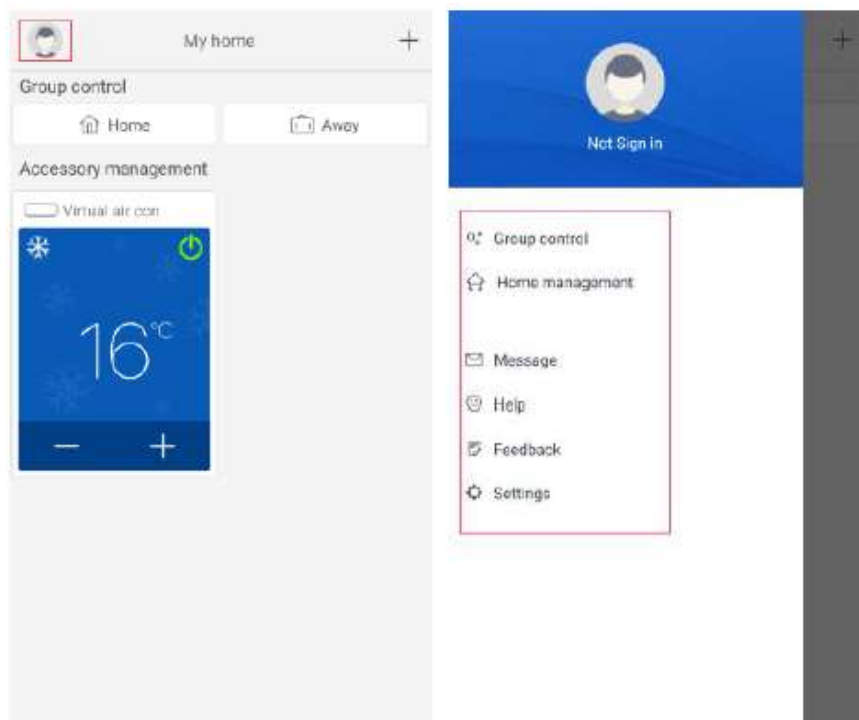 My home
Group control
Home
Away
Accessory management
Virtual air con
16°C
Not Sign in
Group control
Home management
Message
Help
Feedback
Settings